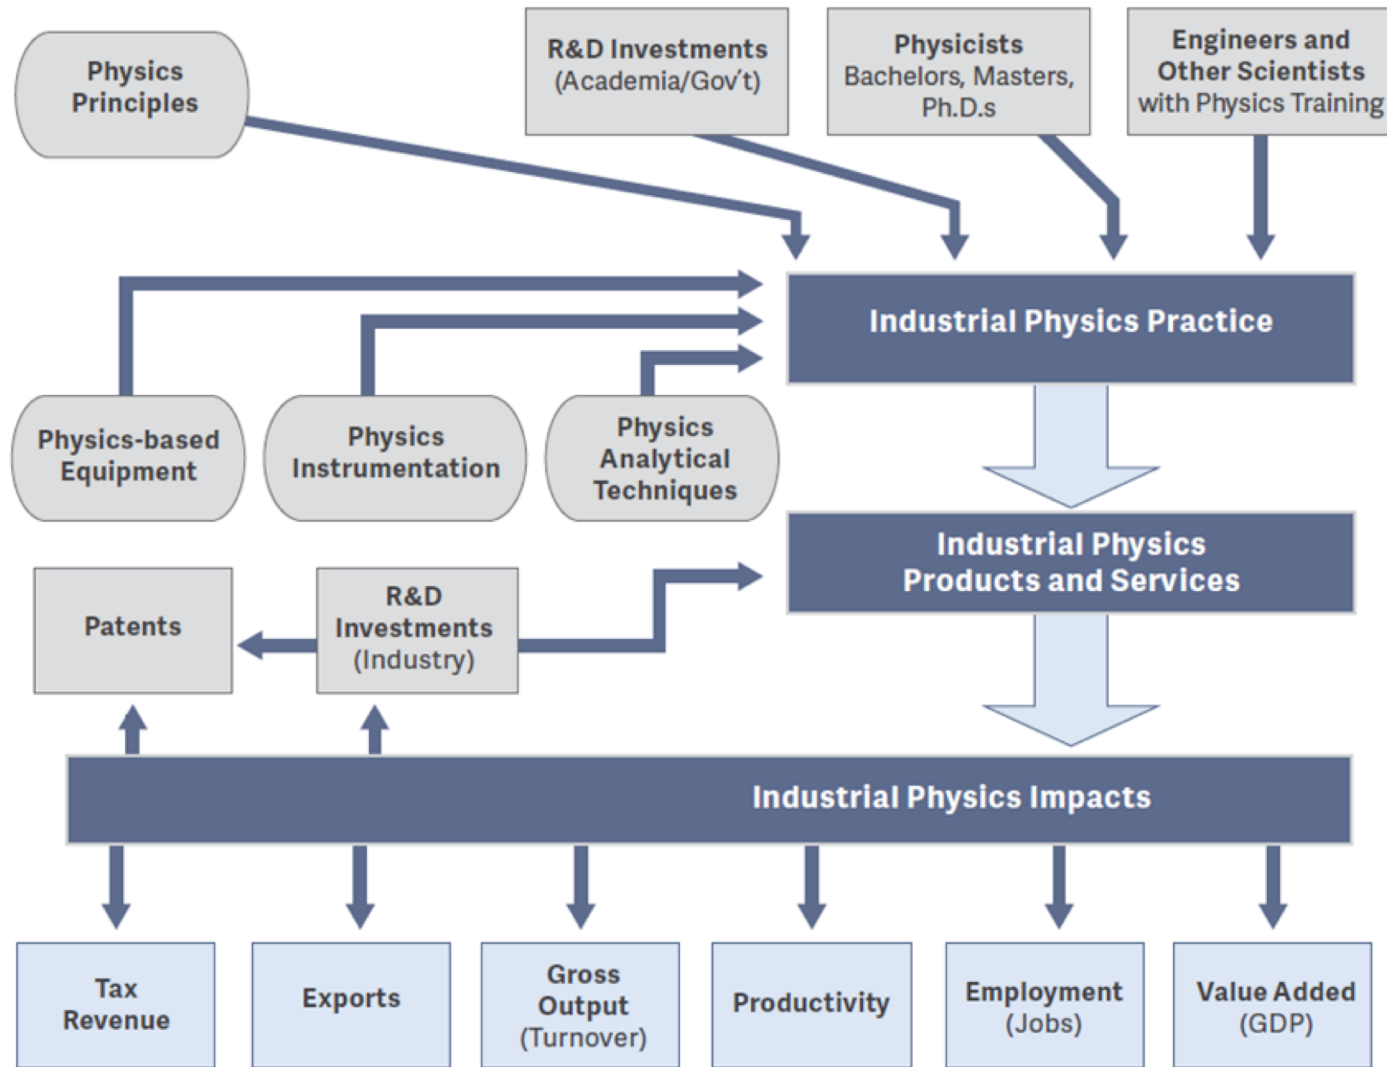 Physics
Principles
R&D Investments
(Academia/Gov't)
Physicists
Bachelors, Masters,
Ph.D.s
Engineers and
Other Scientists
with Physics Training
Industrial Physics Practice
Physics-based
Equipment
Physics
Instrumentation
Physics
Analytical
Techniques
Industrial Physics
Products and Services
Patents
R&D
Investments
(Industry)
Industrial Physics Impacts
Tax
Revenue
Exports
Gross
Output
(Turnover)
Productivity
Employment
(Jobs)
Value Added
(GDP)